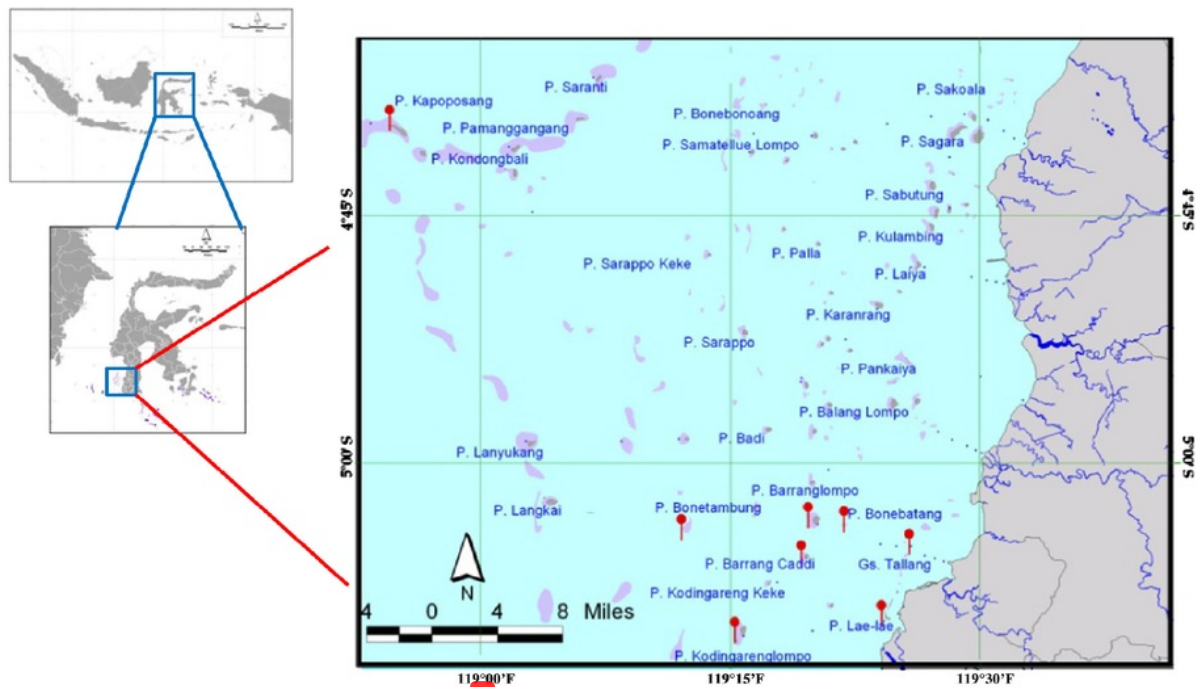 P. Kapoposang
P. Saranti
P. Pamanggangang
P. Kondongbali
P. Bonebonoang
P. Samatellue Lompo
P. Sakoala
P. Sagara
P. Sabutung
P. Kulambing
P. Palla
P. Laiya
P. Sarappo Keke
P. Karanrang
P. Sarappo
P. Pankaiya
P. Balang Lompo
P. Badi
P. Lanyukang
P. Langkai
P. Barranglompo
P. Bonetambung
P. Bonebatang
P. Barrang Caddi
Gs. Tallang
P. Kodingareng Keke
P. Lae-lae
P. Kodingarenglompo
N
4 0 4 8 Miles
4°45'S
5°00'S
4°45'S
5°00'S
119°00'E
119°15'E
119°30'E